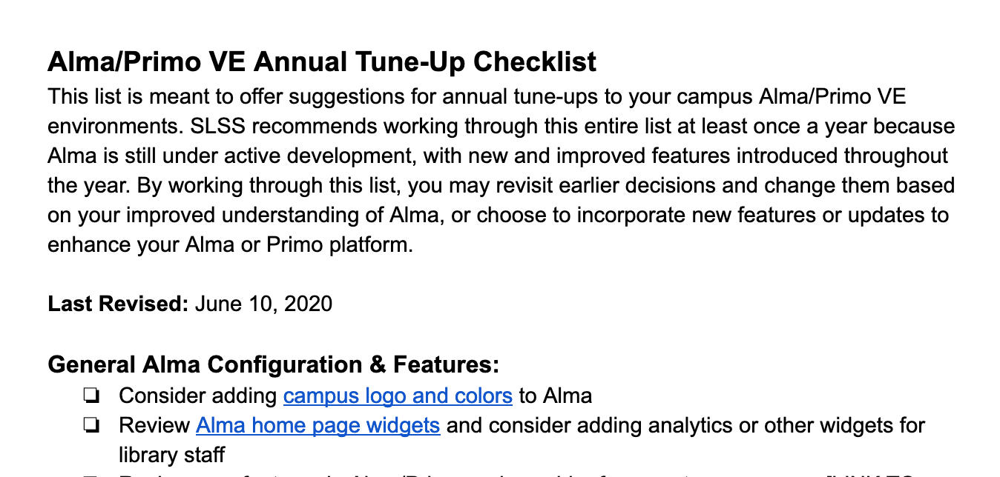 Alma/Primo VE Annual Tune-Up Checklist
This list is meant to offer suggestions for annual tune-ups to your campus Alma/Primo VE
environments. SLSS recommends working through this entire list at least once a year because
Alma is still under active development, with new and improved features introduced throughout
the year. By working through this list, you may revisit earlier decisions and change them based
on your improved understanding of Alma, or choose to incorporate new features or updates to
enhance your Alma or Primo platform.
Last Revised: June 10, 2020
General Alma Configuration & Features:
❏ Consider adding campus logo and colors to Alma
❏ Review Alma home page widgets and consider adding analytics or other widgets for
library staff